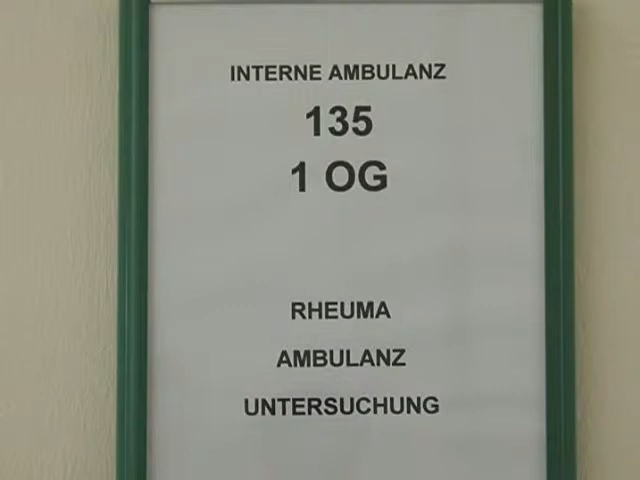 INTERNE AMBULANZ
135
1 OG
RHEUMA
AMBULANZ
UNTERSUCHUNG